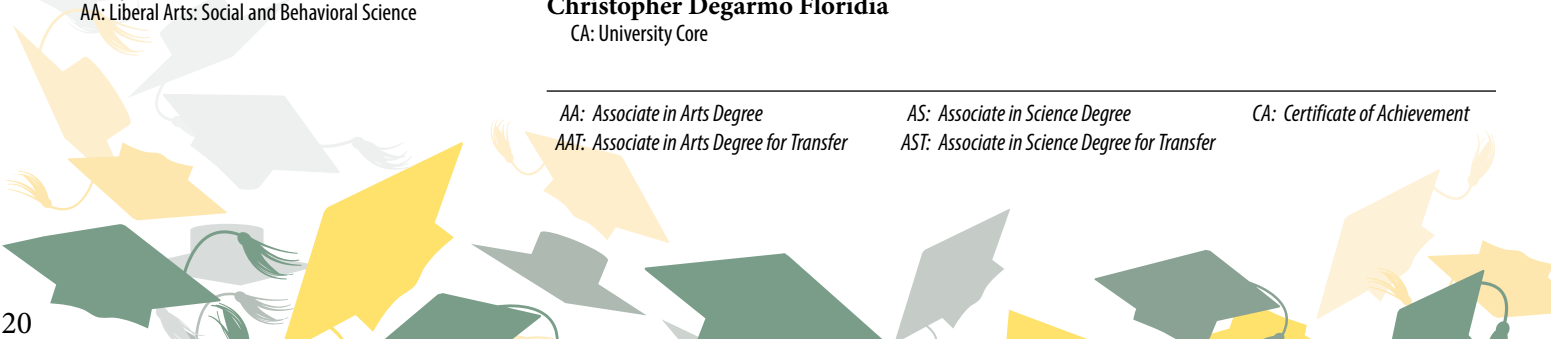 AA: Liberal Arts: Social and Behavioral Science
Christopher Degarmo Floridia
CA: University Core
AA: Associate in Arts Degree
AS: Associate in Science Degree
CA: Certificate of Achievement
AAT: Associate in Arts Degree for Transfer
AST: Associate in Science Degree for Transfer
20